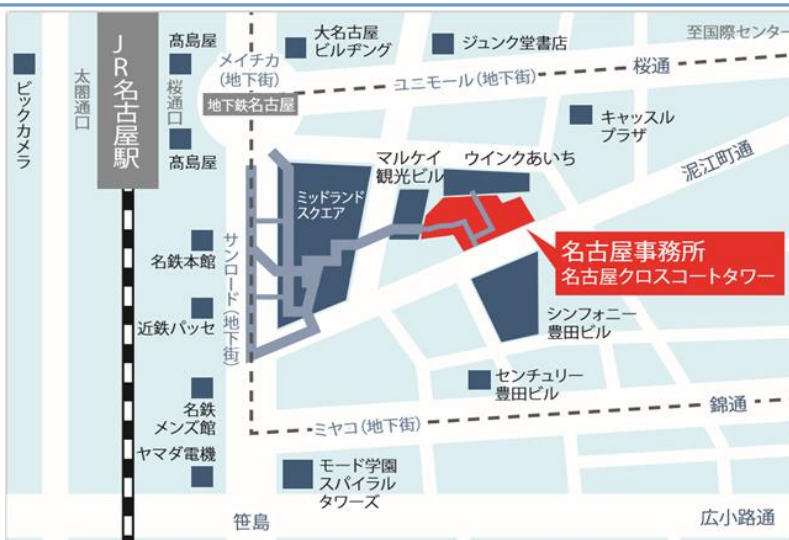 ビックカメラ
太閤通口
JR名古屋駅
髙島屋
桜通口
髙島屋
メイチカ
(地下街)
地下鉄名古屋
大名古屋
ビルヂング
ジュンク堂書店
至国際センター
桜通
ユニモール(地下街)
キャッスル
プラザ
マルケイ
観光ビル
ウインクあいち
泥江町通
ミッドランド
スクエア
名古屋事務所
名古屋クロスコートタワー
サンロード(地下街)
名鉄本館
近鉄パッセ
シンフォニー
豊田ビル
センチュリー
豊田ビル
名鉄
メンズ館
ミヤコ(地下街)
錦通
ヤマダ電機
モード学園
スパイラル
タワーズ
笹島
広小路通